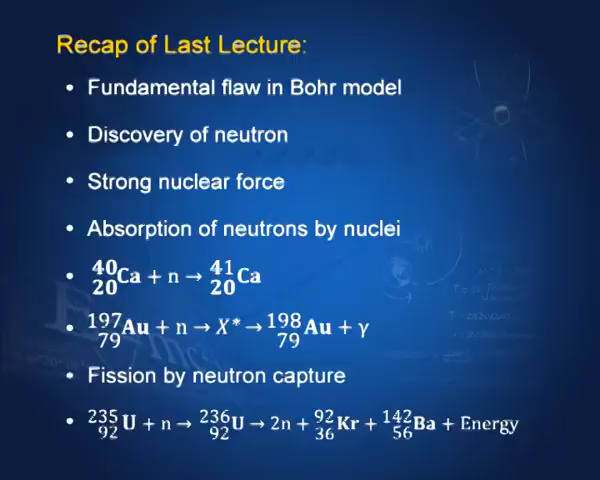 Recap of Last Lecture:
• Fundamental flaw in Bohr model
• Discovery of neutron
• Strong nuclear force
• Absorption of neutrons by nuclei
• ⁴⁰₂₀Ca + n → ⁴¹₂₀Ca
• ¹⁹⁷₇₉Au + n → X* → ¹⁹⁸₇₉Au + γ
• Fission by neutron capture
• ²³⁵₉₂U + n → ²³⁶₉₂U → 2n + ⁹²₃₆Kr + ¹⁴²₅₆Ba + Energy